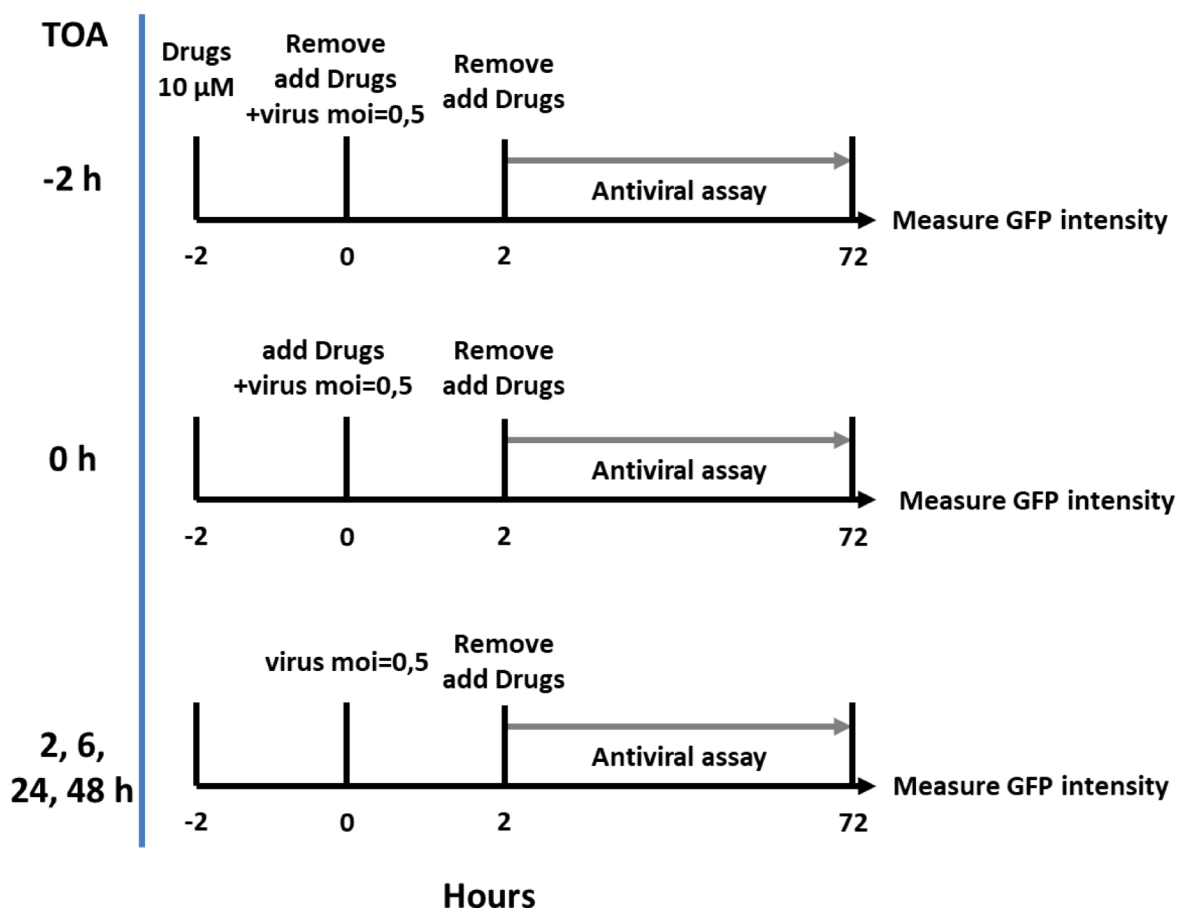 TOA
Drugs
10 µM
Remove
add Drugs
+virus moi=0,5
Remove
add Drugs
-2 h
Antiviral assay
Measure GFP intensity
-2
0
2
72
add Drugs
+virus moi=0,5
Remove
add Drugs
0 h
Antiviral assay
Measure GFP intensity
-2
0
2
72
virus moi=0,5
Remove
add Drugs
2, 6,
24, 48 h
Antiviral assay
Measure GFP intensity
-2
0
2
72
Hours